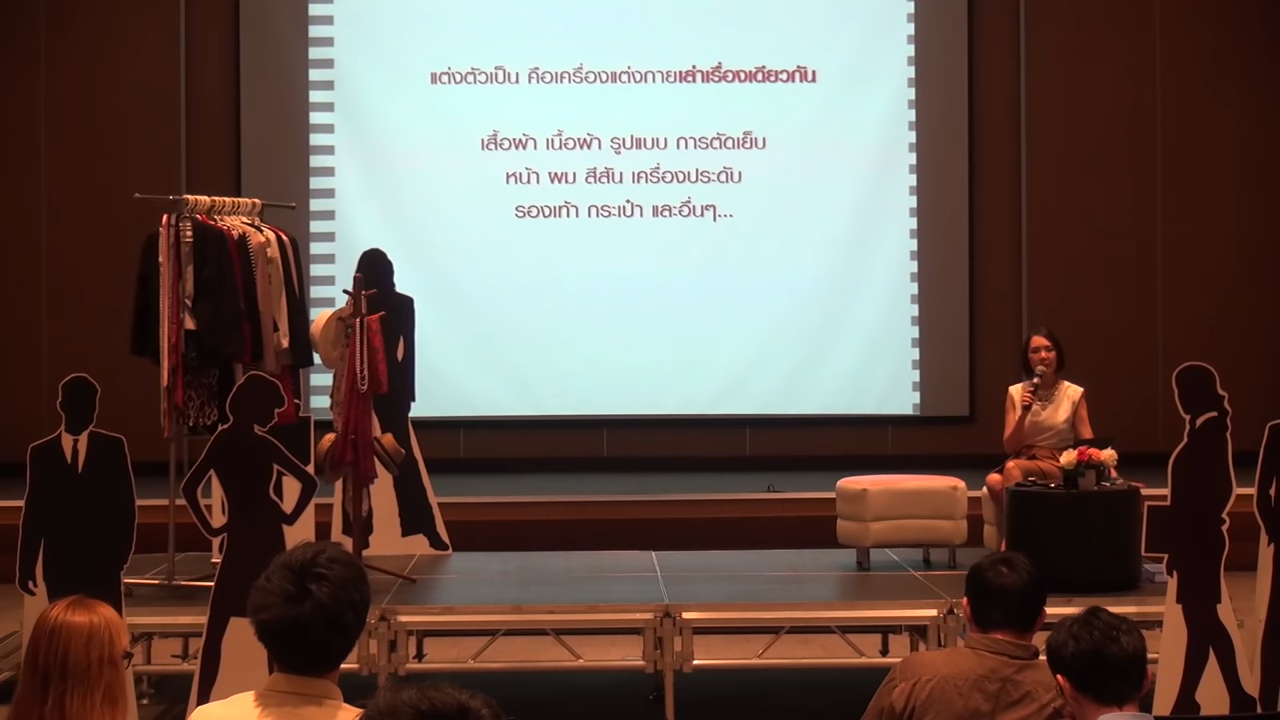 แต่งตัวเป็น คือเครื่องแต่งกายเล่าเรื่องเดียวกัน
เสื้อผ้า เนื้อผ้า รูปแบบ การตัดเย็บ
หน้า ผม สีสัน เครื่องประดับ
รองเท้า กระเป๋า และอื่นๆ...